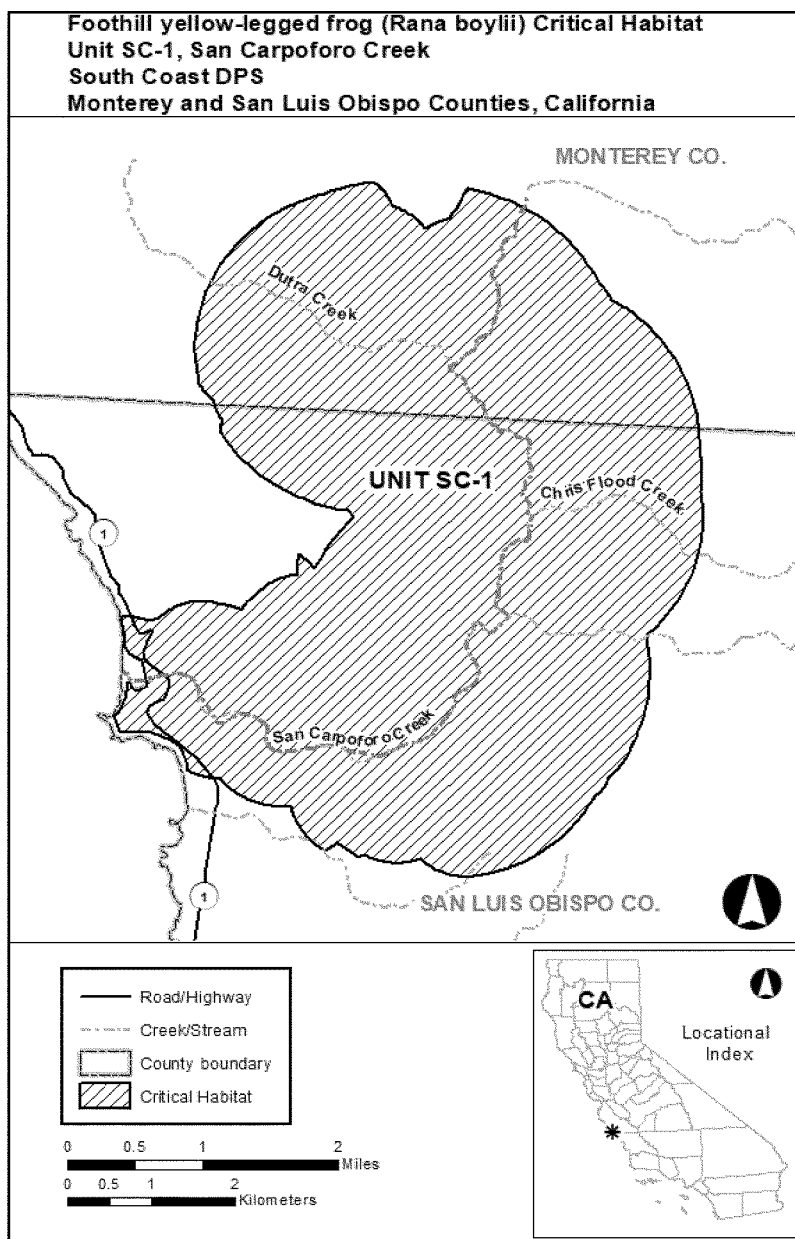 Foothill yellow-legged frog (Rana boylii) Critical Habitat
Unit SC-1, San Carpoforo Creek
South Coast DPS
Monterey and San Luis Obispo Counties, California
MONTEREY CO.
Dutra Creek
UNIT SC-1
Chris Flood Creek
1
San Carpoforo Creek
1
SAN LUIS OBISPO CO.
Road/Highway
Creek/Stream
County boundary
Critical Habitat
0 0.5 1 2
Miles
0 0.5 1 2
Kilometers
CA
Locational
Index